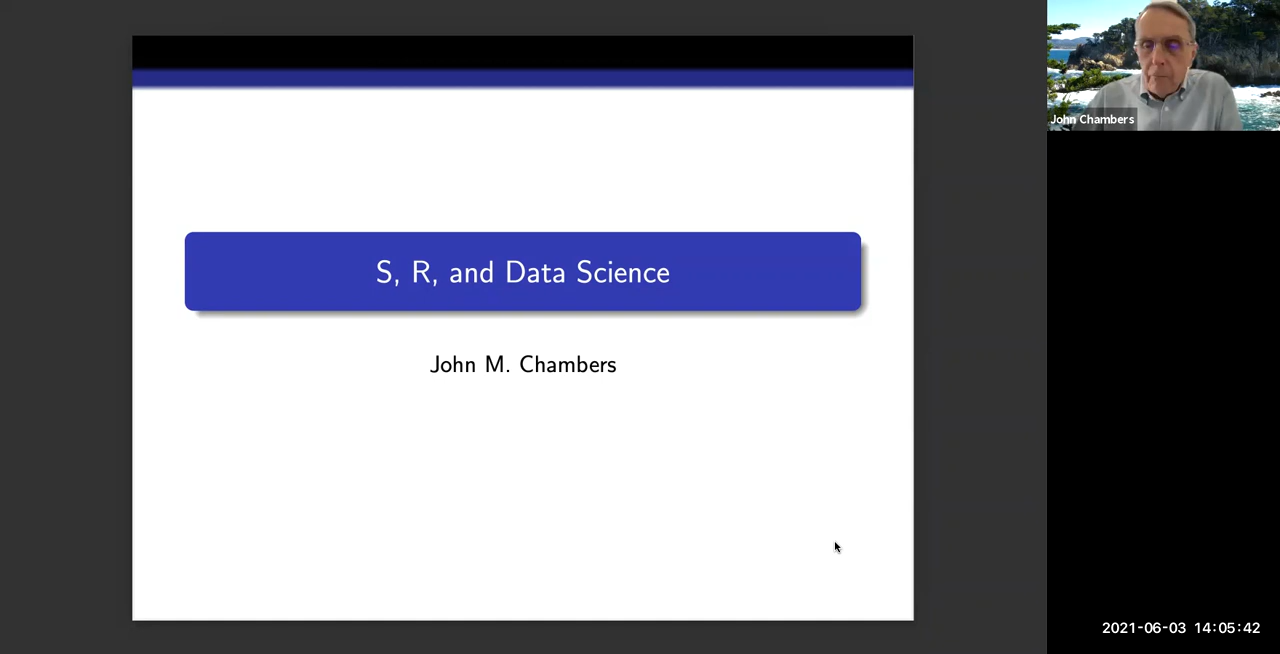 S, R, and Data Science
John M. Chambers
John Chambers
2021-06-03 14:05:42